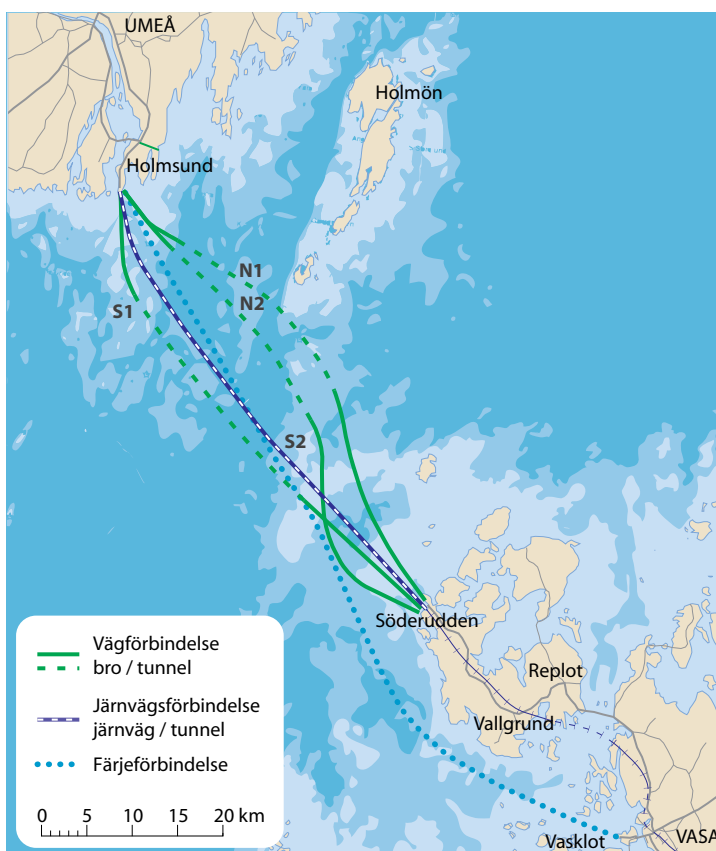 UMEÅ
Holmön
Holmsund
N1
N2
S1
S2
Söderudden
Replot
Vallgrund
Vasklot
VASA
Vägförbindelse
bro / tunnel
Järnvägsförbindelse
järnväg / tunnel
Färjeförbindelse
0 5 10 20 km